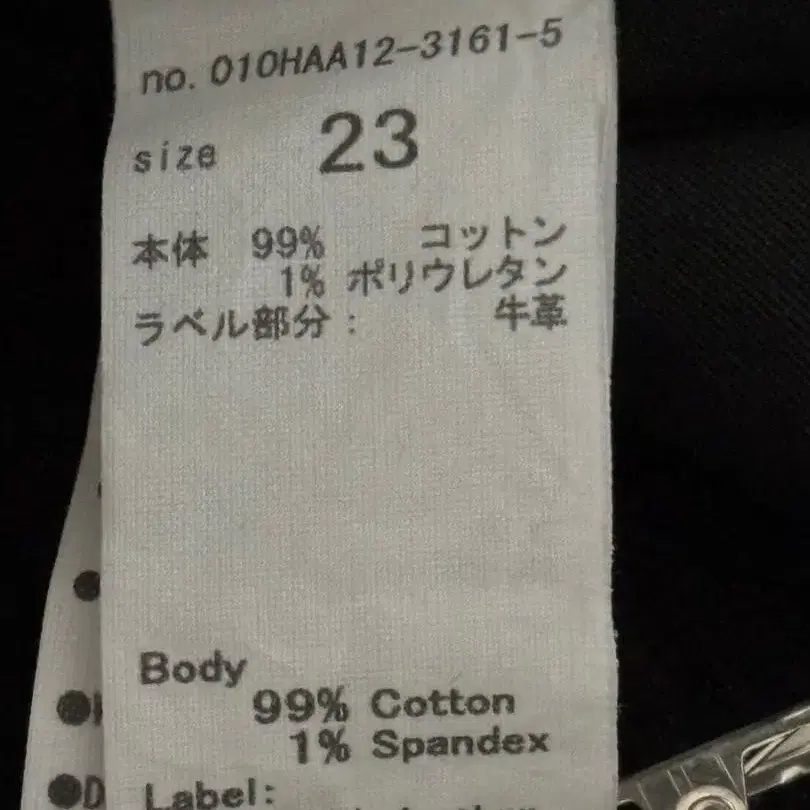 no. 010HAA12-3161-5
size 23
本体 99% コットン
1% ポリウレタン
ラベル部分： 牛革
Body
99% Cotton
1% Spandex
Label: